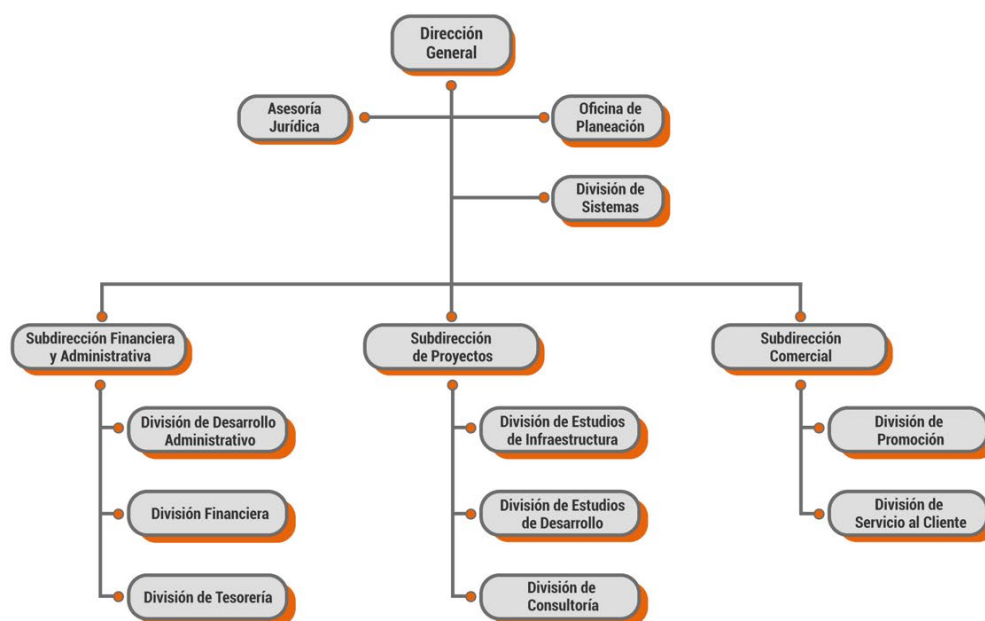 Dirección
General
Asesoría
Jurídica
Oficina de
Planeación
División de
Sistemas
Subdirección Financiera
y Administrativa
Subdirección
de Proyectos
Subdirección
Comercial
División de Desarrollo
Administrativo
División de Estudios
de Infraestructura
División de
Promoción
División Financiera
División de Estudios
de Desarrollo
División de
Servicio al Cliente
División de Tesorería
División de
Consultoría